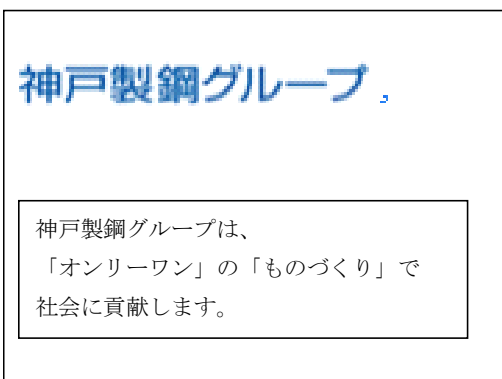 神戸製鋼グループ,
神戸製鋼グループは、
「オンリーワン」の「ものづくり」で
社会に貢献します。